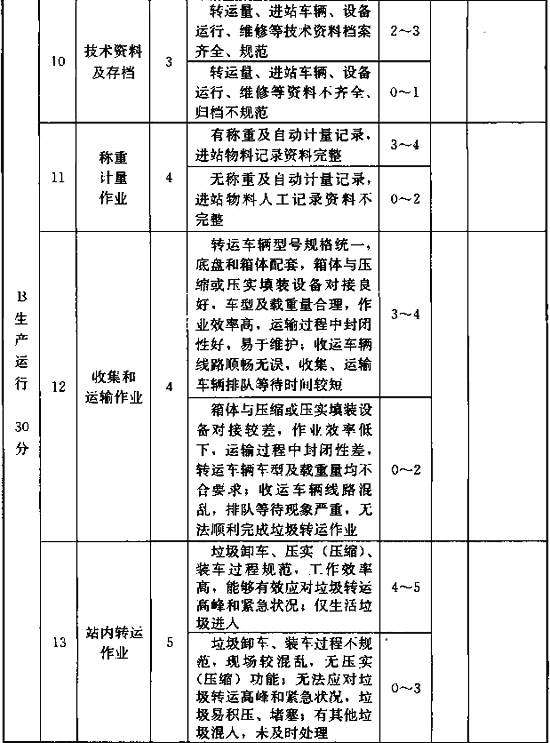 转运量、进站车辆、设备
运行、维修等技术资料档案
齐全、规范
2～3
10
技术资料
及存档
3
转运量、进站车辆、设备
运行、维修等资料不齐全、
归档不规范
0～1
11
称重
计量
作业
4
有称重及自动计量记录，
进站物料记录资料完整
3～4
无称重及自动计量记录，
进站物料人工记录资料不
完整
0～2
B
生
产
运
行
30
分
12
收集和
运输作业
4
转运车辆型号规格统一，
底盘和箱体配套，箱体与压
缩或压实填装设备对接良
好，车型及载重量合理，作
业效率高，运输过程中封闭
性好，易于维护；收运车辆
线路顺畅无误，收集、运输
车辆排队等待时间较短
3～4
箱体与压缩或压实填装设
备对接较差，作业效率低
下，运输过程中封闭性差，
转运车辆车型及载重量均不
合要求；收运车辆线路混
乱，排队等待现象严重，无
法顺利完成垃圾转运作业
0～2
13
站内转运
作业
5
垃圾卸车、压实（压缩）、
装车过程规范，工作效率
高，能够有效应对垃圾转运
高峰和紧急状况；仅生活垃
圾进入
4～5
垃圾卸车、装车过程不规
范，现场较混乱，无压实
（压缩）功能；无法应对垃
圾转运高峰和紧急状况，垃
圾易积压、堵塞；有其他垃
圾混入，未及时处理
0～3